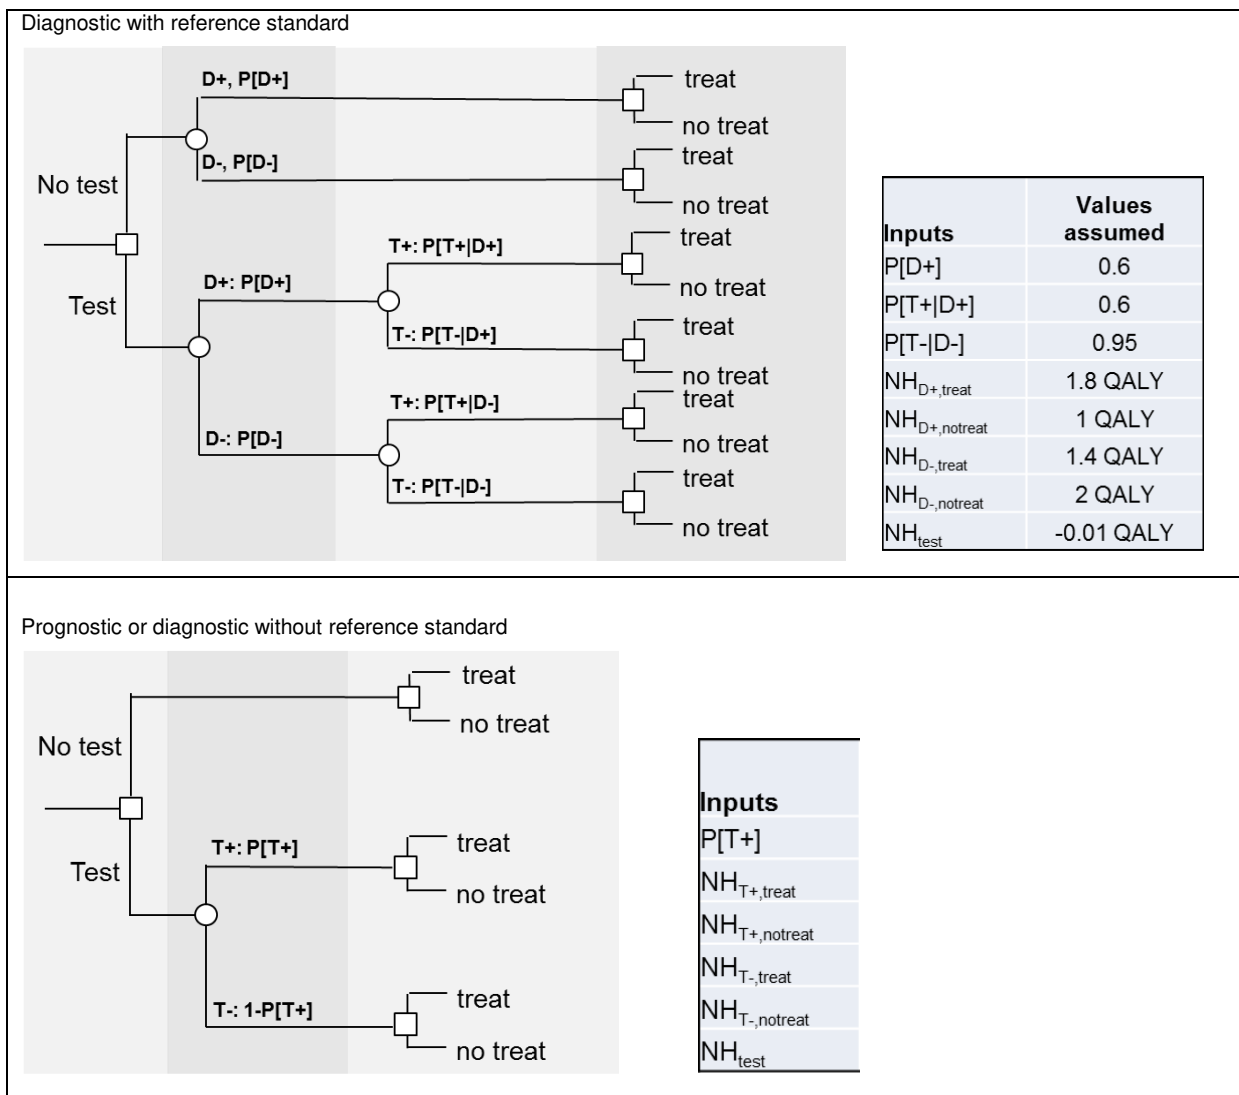 Diagnostic with reference standard
D+, P[D+]
treat
no treat
D-, P[D-]
treat
no treat
No test
Test
T+: P[T+|D+]
treat
no treat
D+: P[D+]
T-: P[T-|D+]
treat
no treat
T+: P[T+|D-]
treat
no treat
D-: P[D-]
T-: P[T-|D-]
treat
no treat
Inputs Values assumed
P[D+] 0.6
P[T+|D+] 0.6
P[T-|D-] 0.95
NHD+,treat 1.8 QALY
NHD+,notreat 1 QALY
NHD-,treat 1.4 QALY
NHD-,notreat 2 QALY
NHtest -0.01 QALY
Prognostic or diagnostic without reference standard
treat
no treat
No test
Test
T+: P[T+]
treat
no treat
T-: 1-P[T+]
treat
no treat
Inputs
P[T+]
NHT+,treat
NHT+,notreat
NHT-,treat
NHT-,notreat
NHtest